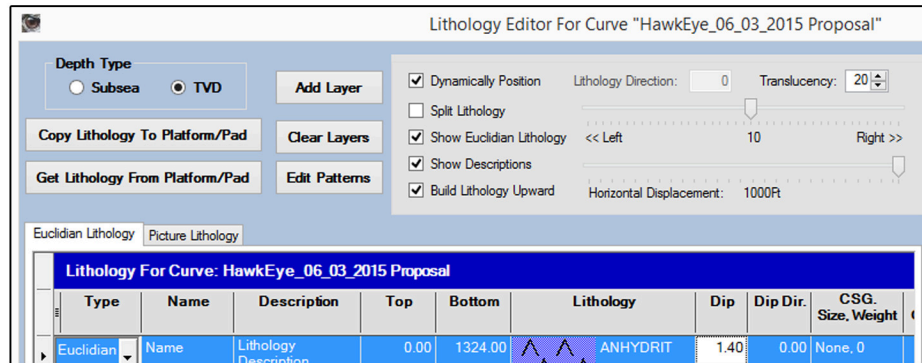 Lithology Editor For Curve "HawkEye_06_03_2015 Proposal"
Depth Type
Subsea
TVD
Add Layer
Copy Lithology To Platform/Pad
Clear Layers
Get Lithology From Platform/Pad
Edit Patterns
Dynamically Position
Lithology Direction: 0
Translucency: 20
Split Lithology
Show Euclidian Lithology
<< Left 10 Right >>
Show Descriptions
Build Lithology Upward
Horizontal Displacement: 1000Ft
Euclidian Lithology
Picture Lithology
Lithology For Curve: HawkEye_06_03_2015 Proposal
Type Name Description Top Bottom Lithology Dip Dip Dir. CSG.
Size, Weight
Euclidian Name Lithology 0.00 1324.00 ANHYDRIT 1.40 0.00 None, 0
Description